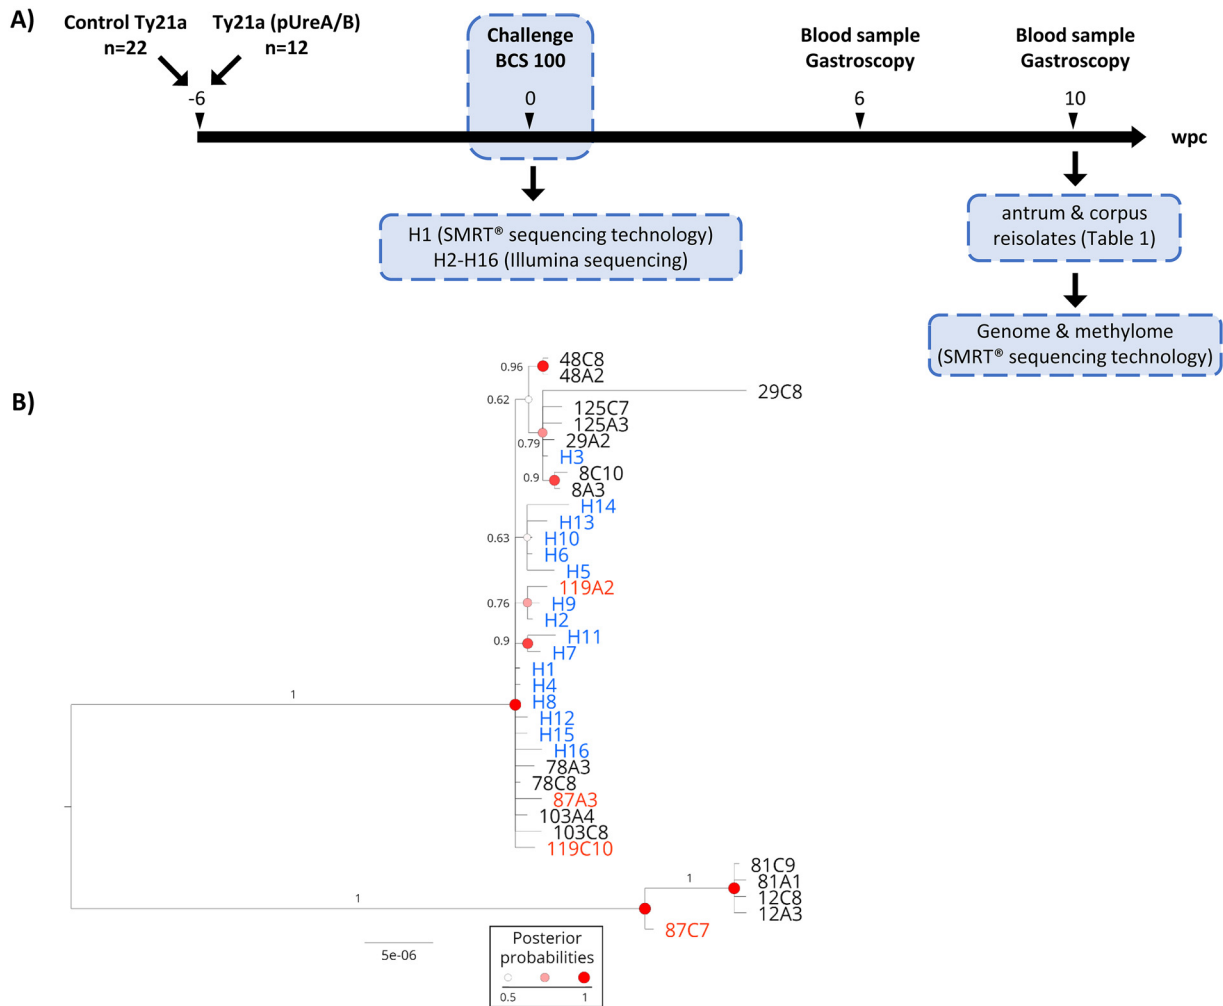 A)
Control Ty21a
n=22
Ty21a (pUreA/B)
n=12
Challenge
BCS 100
Blood sample
Gastroscopy
Blood sample
Gastroscopy
-6
0
6
10
wpc
H1 (SMRT® sequencing technology)
H2-H16 (Illumina sequencing)
antrum & corpus
reisolates (Table 1)
Genome & methylome
(SMRT® sequencing technology)
B)
0.96
48C8
48A2
0.62
29C8
125C7
125A3
0.79
29A2
H3
0.9
8C10
8A3
H14
H13
0.63
H10
H6
H5
119A2
0.76
H9
H2
0.9
H11
H7
H1
H4
1
H8
H12
H15
H16
78A3
78C8
87A3
103A4
103C8
119C10
81C9
1
81A1
1
12C8
12A3
87C7
5e-06
Posterior
probabilities
0.5
1